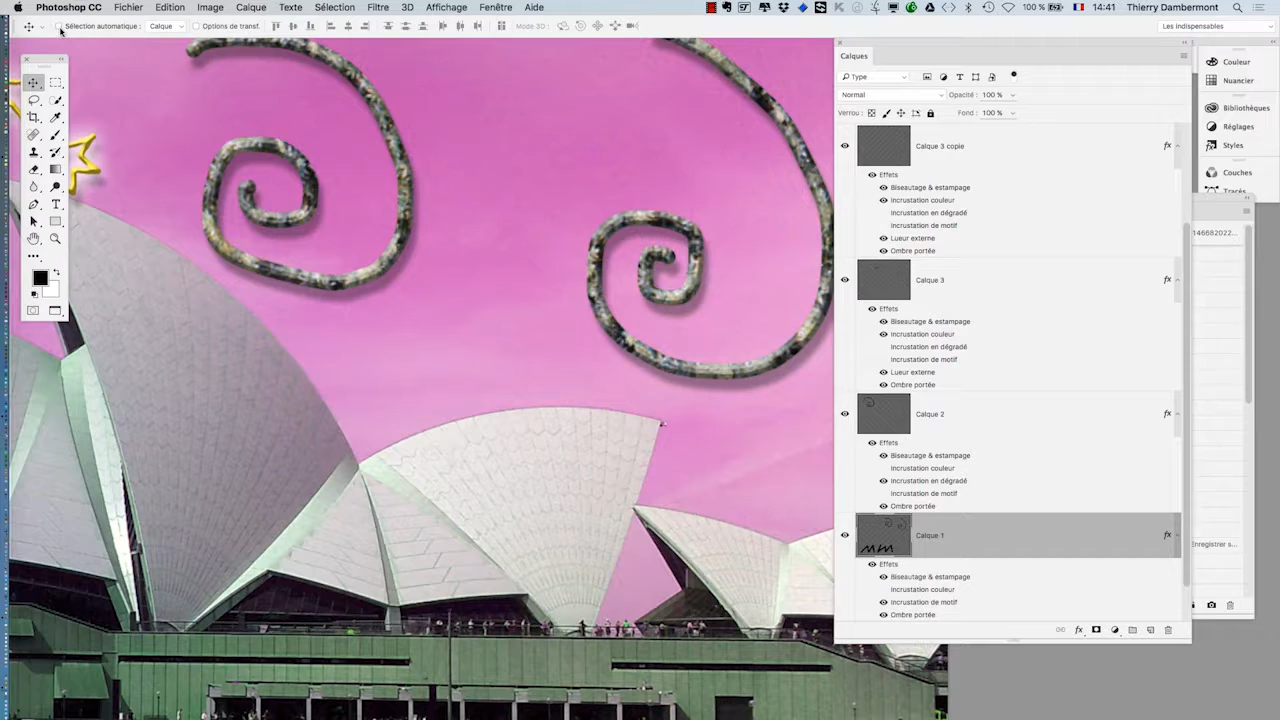 Photoshop CC Fichier Edition Image Calque Texte Sélection Filtre 3D Affichage Fenêtre Aide 100 % 14:41 Thierry Dambermont
Sélection automatique : Calque Options de transf. Mode 3D : Les indispensables
Calques
Type
Normal Opacité : 100 %
Verrou : Fond : 100 %
Calque 3 copie fx
Effets
Biseautage & estampage
Incrustation couleur
Incrustation en dégradé
Incrustation de motif
Lueur externe
Ombre portée
Calque 3 fx
Effets
Biseautage & estampage
Incrustation couleur
Incrustation en dégradé
Incrustation de motif
Lueur externe
Ombre portée
Calque 2 fx
Effets
Biseautage & estampage
Incrustation couleur
Incrustation en dégradé
Incrustation de motif
Ombre portée
Calque 1 fx
Effets
Biseautage & estampage
Incrustation couleur
Incrustation de motif
Ombre portée
fx
Couleur
Nuancier
Bibliothèques
Réglages
Styles
Couches
Tracés
146682022...
Enregistrer s...